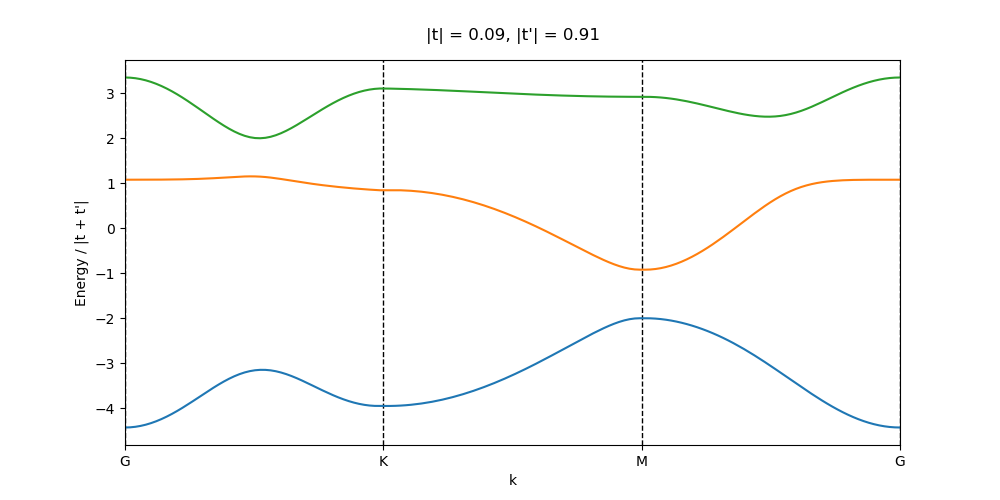 |t| = 0.09, |t'| = 0.91
Energy / |t + t'|
3
2
1
0
−1
−2
−3
−4
G
K
M
G
k